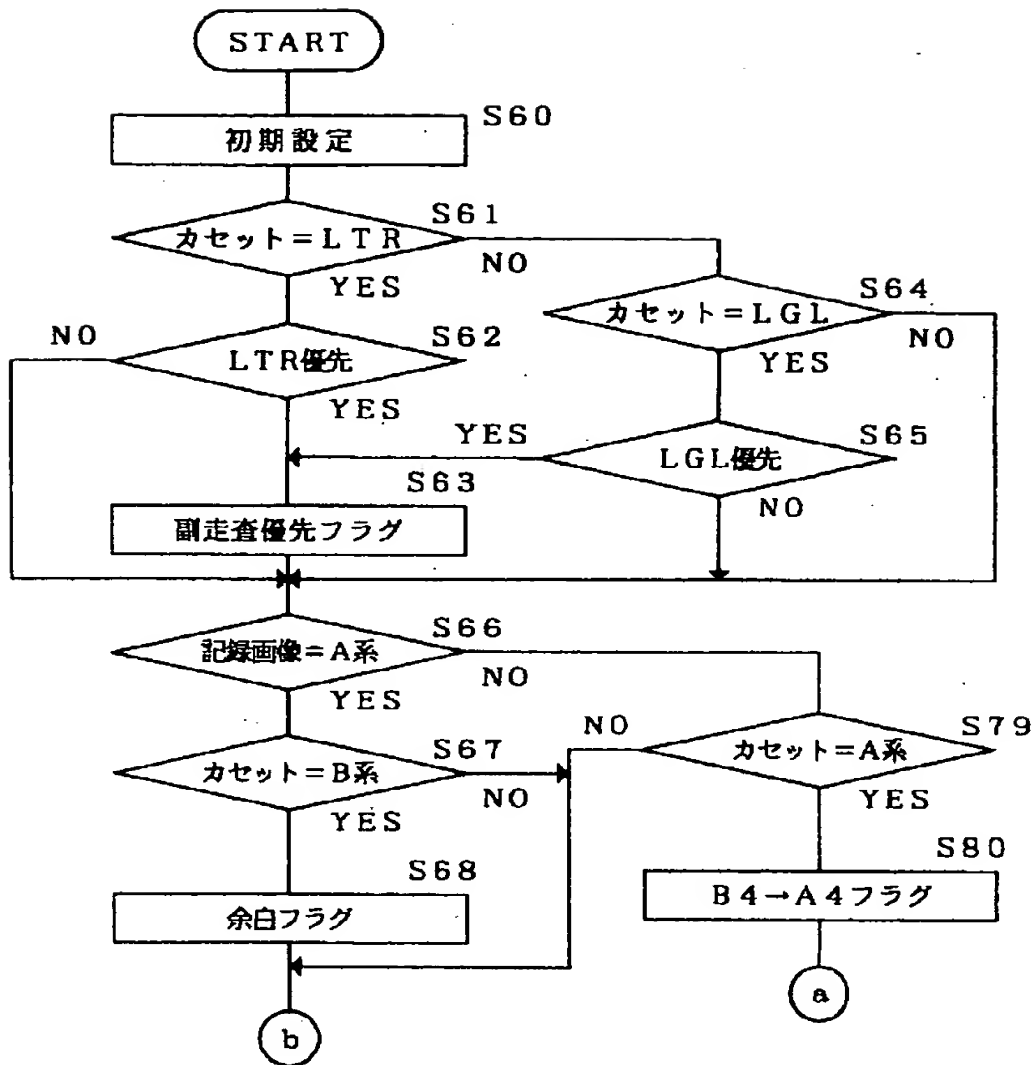 START
S60
初期設定
S61
カセット=LTR
NO
YES
S64
カセット=LGL
NO
YES
NO
S62
LTR優先
YES
YES
S65
LGL優先
NO
S63
副走査優先フラグ
S66
記録画像=A系
NO
YES
NO
S79
カセット=A系
YES
S67
カセット=B系
NO
YES
S68
余白フラグ
S80
B4→A4フラグ
a
b